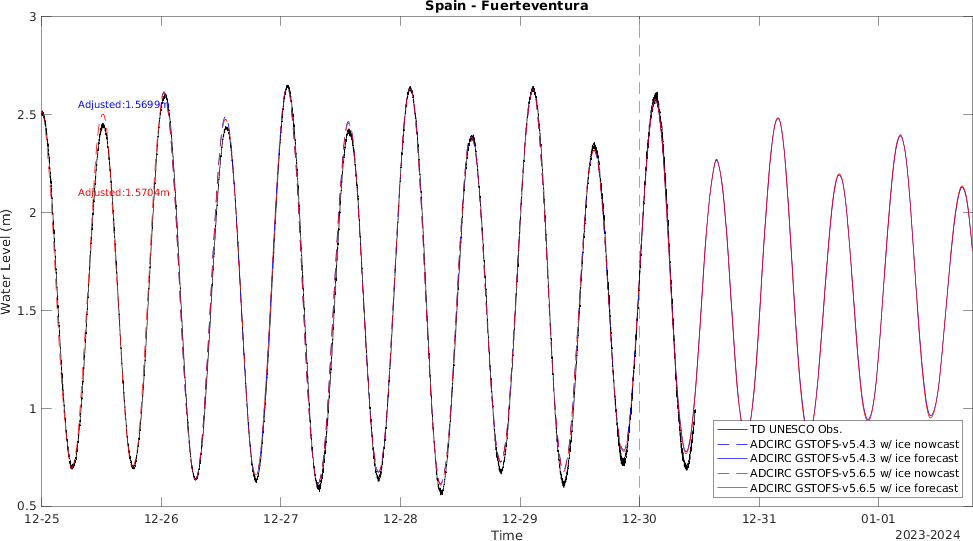 Spain - Fuerteventura
3
2.5
2
1.5
1
0.5
Water Level (m)
Adjusted:1.5699m
Adjusted:1.5704m
TD UNESCO Obs.
ADCIRC GSTOFS-v5.4.3 w/ ice nowcast
ADCIRC GSTOFS-v5.4.3 w/ ice forecast
ADCIRC GSTOFS-v5.6.5 w/ ice nowcast
ADCIRC GSTOFS-v5.6.5 w/ ice forecast
12-25 12-26 12-27 12-28 12-29 12-30 12-31 01-01
Time
2023-2024